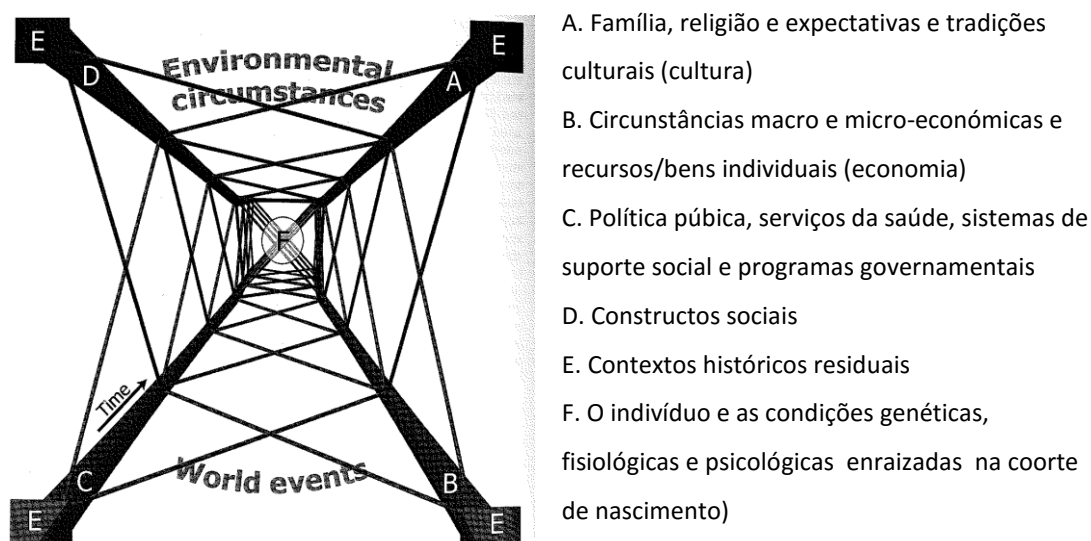 E
E
D
Environmental
circumstances
A
F
Time
C
World events
B
E
E
A. Família, religião e expectativas e tradições
culturais (cultura)
B. Circunstâncias macro e micro-económicas e
recursos/bens individuais (economia)
C. Política púbica, serviços da saúde, sistemas de
suporte social e programas governamentais
D. Constructos sociais
E. Contextos históricos residuais
F. O indivíduo e as condições genéticas,
fisiológicas e psicológicas enraizadas na coorte
de nascimento)